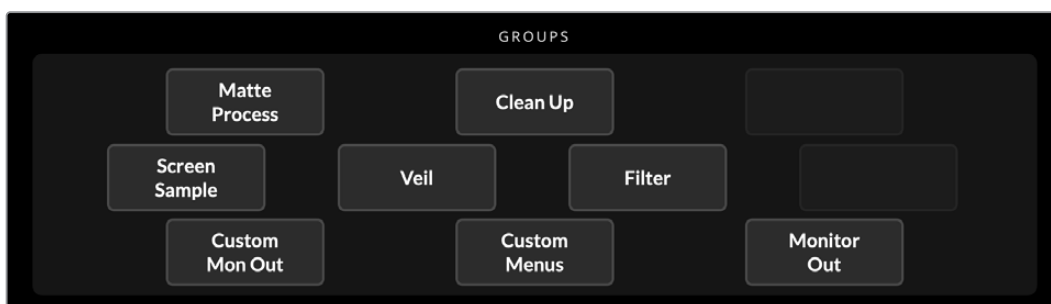 GROUPS
Matte
Process
Clean Up
Screen
Sample
Veil
Filter
Custom
Mon Out
Custom
Menus
Monitor
Out